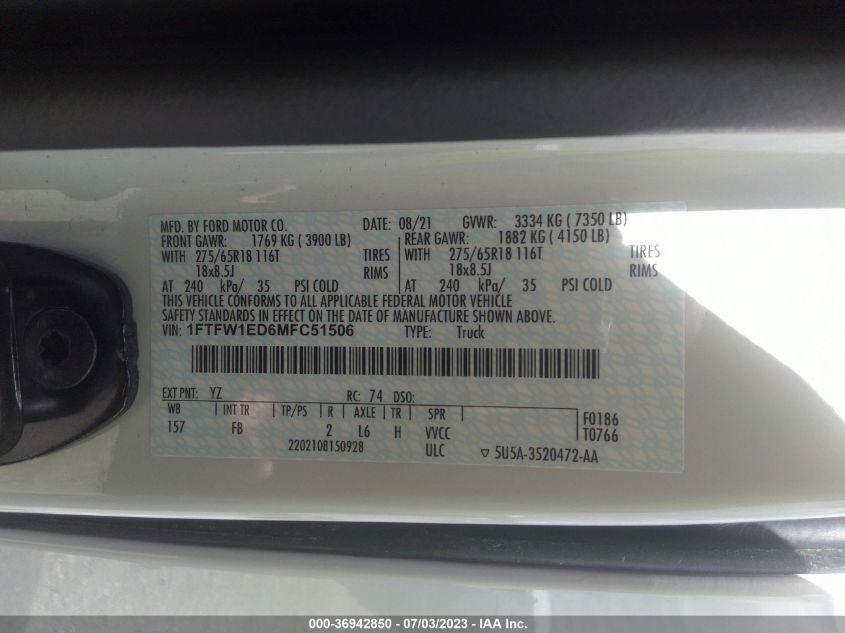 MFD. BY FORD MOTOR CO. DATE: 08/21 GVWR: 3334 KG ( 7350 LB)
FRONT GAWR: 1769 KG ( 3900 LB) REAR GAWR: 1882 KG ( 4150 LB)
WITH 275/65R18 116T TIRES WITH 275/65R18 116T TIRES
18x8.5J RIMS 18x8.5J RIMS
AT 240 kPa/ 35 PSI COLD AT 240 kPa/ 35 PSI COLD
THIS VEHICLE CONFORMS TO ALL APPLICABLE FEDERAL MOTOR VEHICLE
SAFETY STANDARDS IN EFFECT ON THE DATE OF MANUFACTURE SHOWN ABOVE.
VIN: 1FTFW1ED6MFC51506 TYPE: Truck
EXT PNT: YZ RC: 74 DSO:
WB INT TR TP/PS R AXLE TR SPR F0186
157 FB 2 L6 H VVCC T0766
2202108150928 ULC ▽ 5U5A-3520472-AA
000-36942850 - 07/03/2023 - IAA Inc.